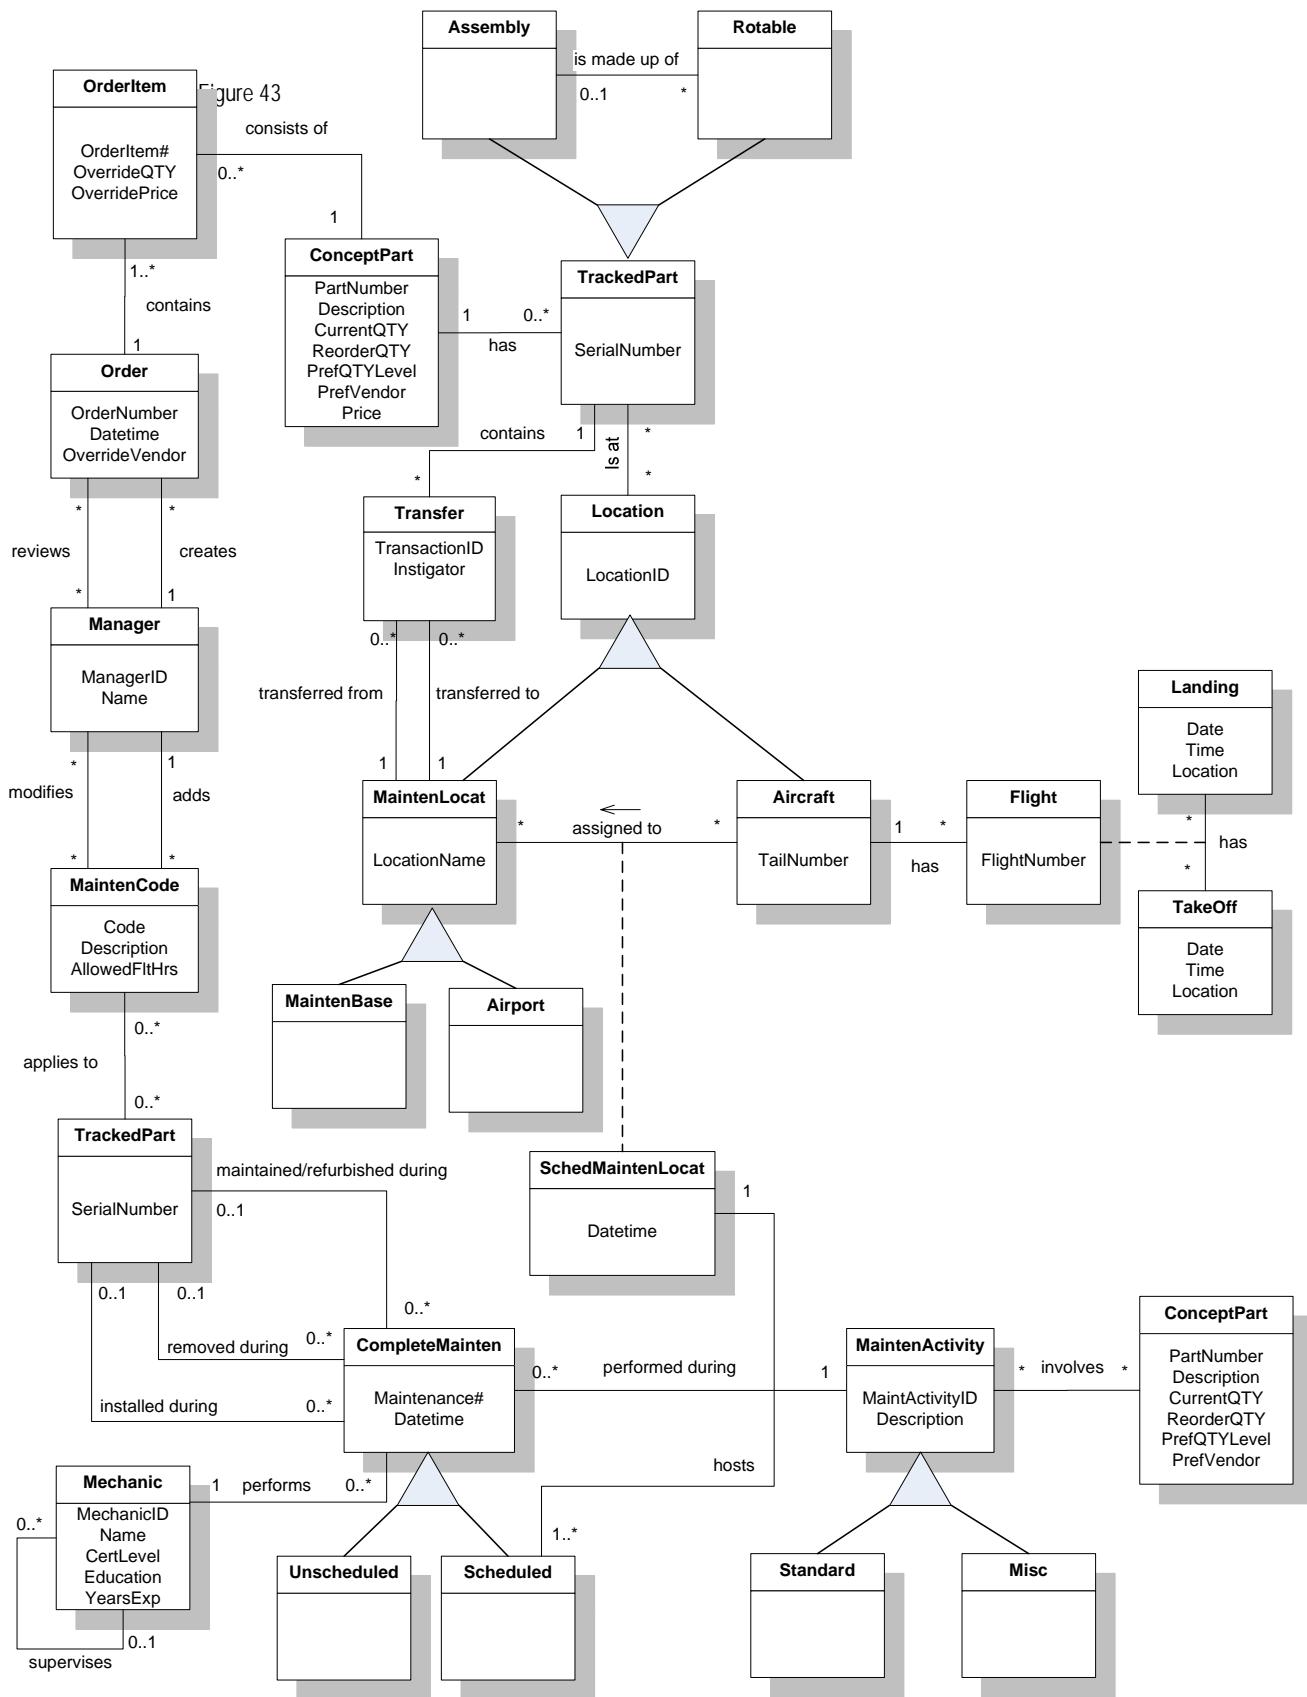 Assembly
Rotable
is made up of
0..1
*
OrderItem
OrderItem#
OverrideQTY
OverridePrice
Figure 43
consists of
0..*
1
1..*
contains
1
ConceptPart
PartNumber
Description
CurrentQTY
ReorderQTY
PrefQTYLevel
PrefVendor
Price
1
0..*
has
TrackedPart
SerialNumber
Order
OrderNumber
Datetime
OverrideVendor
contains
1
*
Is at
*
*
Transfer
TransactionID
Instigator
Location
LocationID
*
*
reviews
creates
*
1
Manager
ManagerID
Name
0..*
0..*
transferred from
transferred to
1
1
*
1
modifies
adds
*
*
MaintenLocat
LocationName
*
←
assigned to
*
Aircraft
TailNumber
1
*
has
Flight
FlightNumber
Landing
Date
Time
Location
*
has
*
TakeOff
Date
Time
Location
MaintenCode
Code
Description
AllowedFltHrs
0..*
applies to
0..*
MaintenBase
Airport
TrackedPart
SerialNumber
maintained/refurbished during
0..1
0..*
SchedMaintenLocat
Datetime
1
0..1
0..1
removed during
0..*
installed during
0..*
CompleteMainten
Maintenance#
Datetime
0..*
performed during
1
MaintenActivity
MaintActivityID
Description
*
involves
*
ConceptPart
PartNumber
Description
CurrentQTY
ReorderQTY
PrefQTYLevel
PrefVendor
hosts
1..*
Mechanic
MechanicID
Name
CertLevel
Education
YearsExp
1
performs
0..*
0..*
0..1
supervises
Unscheduled
Scheduled
Standard
Misc